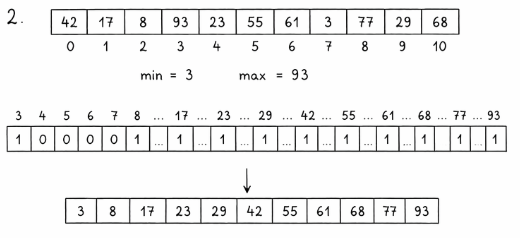 2. 42 17 8 93 23 55 61 3 77 29 68
0 1 2 3 4 5 6 7 8 9 10
min = 3 max = 93
3 4 5 6 7 8 ... 17 ... 23 ... 29 ... 42 ... 55 ... 61 ... 68 ... 77 ... 93
1 0 0 0 0 1 ... 1 ... 1 ... 1 ... 1 ... 1 ... 1 ... 1 1 ... 1
3 8 17 23 29 42 55 61 68 77 93